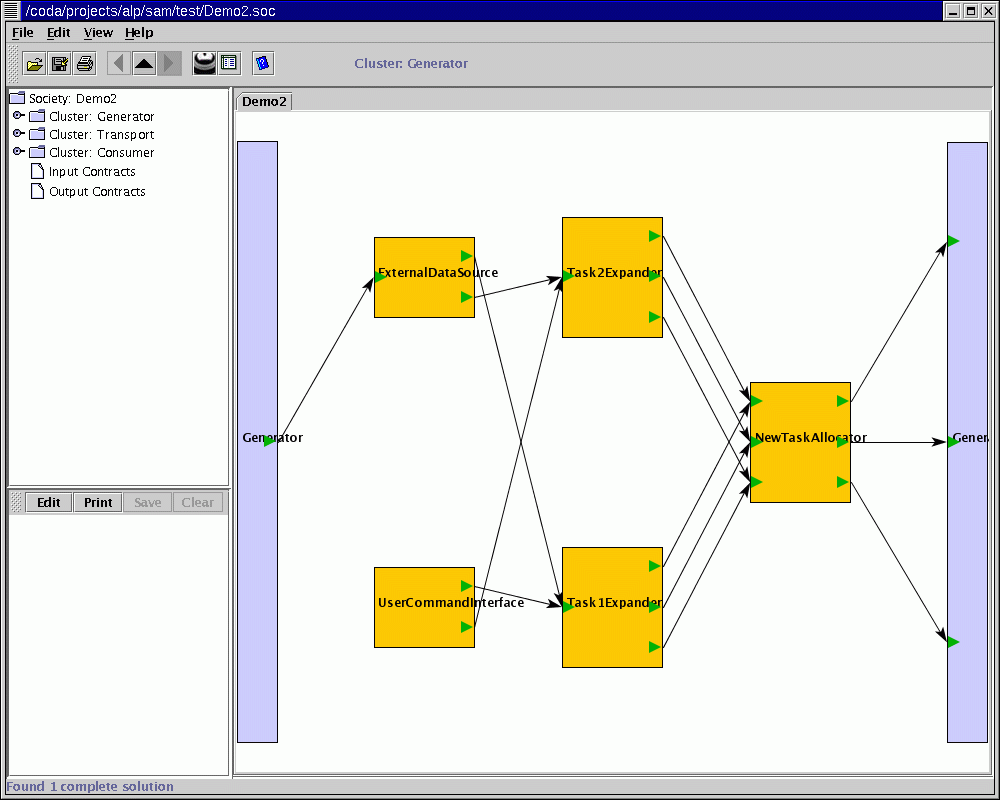 /coda/projects/alp/sam/test/Demo2.soc
File Edit View Help
Cluster: Generator
Society: Demo2
Cluster: Generator
Cluster: Transport
Cluster: Consumer
Input Contracts
Output Contracts
Edit Print Save Clear
Demo2
ExternalDataSource
Task2Expander
Generator
NewTaskAllocator
Gener
UserCommandInterface
Task1Expander
Found 1 complete solution